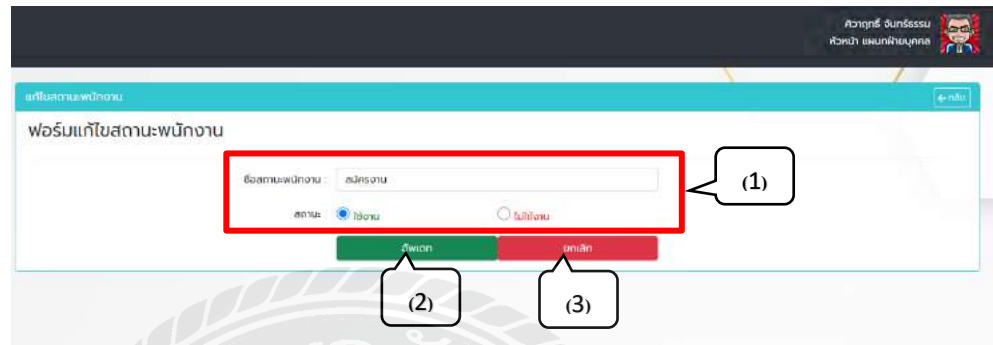 ศิวาฤทธิ์ จันทร์ธรรม
หัวหน้า แผนกฝ่ายบุคคล
แก้ไขสถานะพนักงาน
←กลับ
ฟอร์มแก้ไขสถานะพนักงาน
ชื่อสถานะพนักงาน : สมัครงาน
(1)
สถานะ ใช้งาน ไม่ใช้งาน
อัพเดท ยกเลิก
(2) (3)